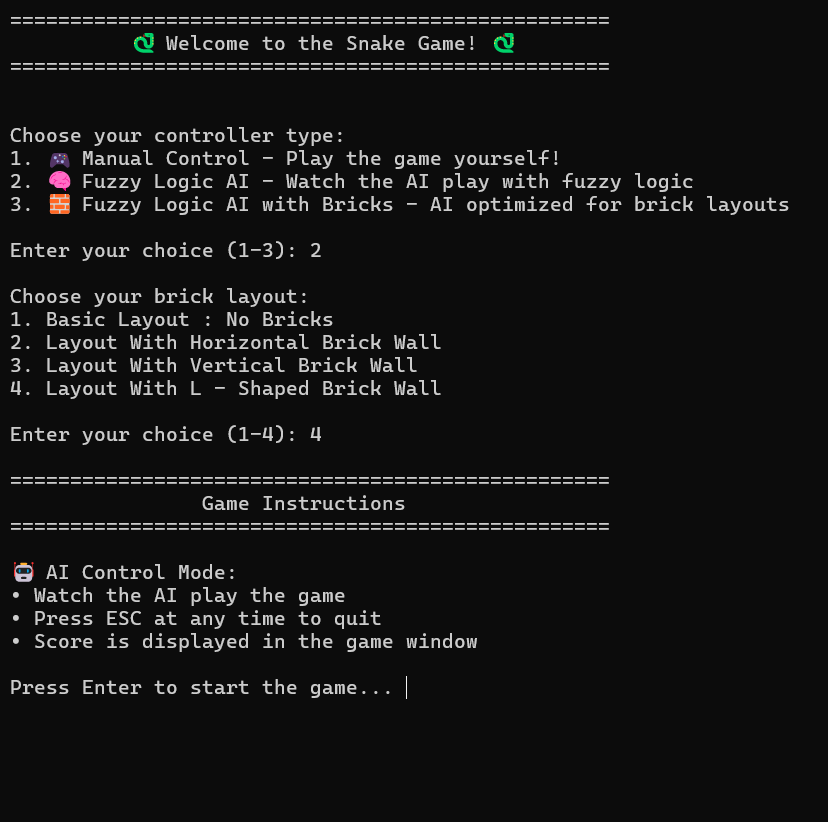 ==================================================
🐍 Welcome to the Snake Game! 🐍
==================================================
Choose your controller type:
1. 🎮 Manual Control - Play the game yourself!
2. 🧠 Fuzzy Logic AI - Watch the AI play with fuzzy logic
3. 🧱 Fuzzy Logic AI with Bricks - AI optimized for brick layouts
Enter your choice (1-3): 2
Choose your brick layout:
1. Basic Layout : No Bricks
2. Layout With Horizontal Brick Wall
3. Layout With Vertical Brick Wall
4. Layout With L - Shaped Brick Wall
Enter your choice (1-4): 4
==================================================
Game Instructions
==================================================
🤖 AI Control Mode:
• Watch the AI play the game
• Press ESC at any time to quit
• Score is displayed in the game window
Press Enter to start the game...